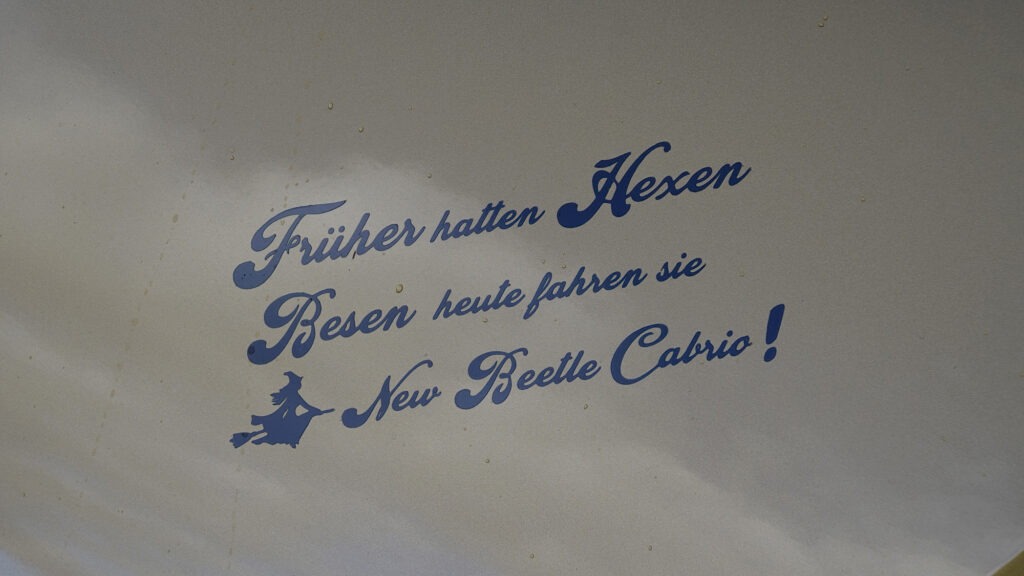 Früher hatten Hexen
Besen heute fahren sie
New Beetle Cabrio!